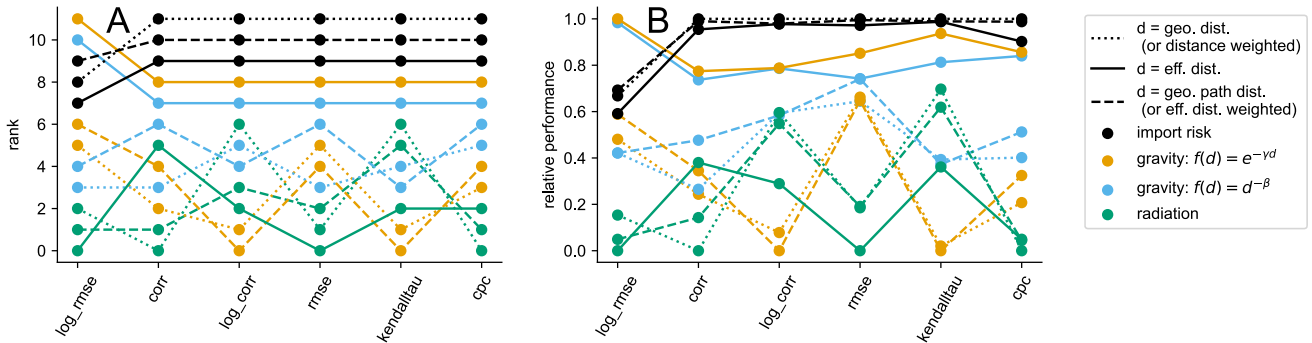 A
rank
10
8
6
4
2
0
log_rmse
corr
log_corr
rmse
kendalltau
cpc
B
relative performance
1.0
0.8
0.6
0.4
0.2
0.0
log_rmse
corr
log_corr
rmse
kendalltau
cpc
d = geo. dist.
(or distance weighted)
d = eff. dist.
d = geo. path dist.
(or eff. dist. weighted)
import risk
gravity: f(d) = e^{−γd}
gravity: f(d) = d^{−β}
radiation